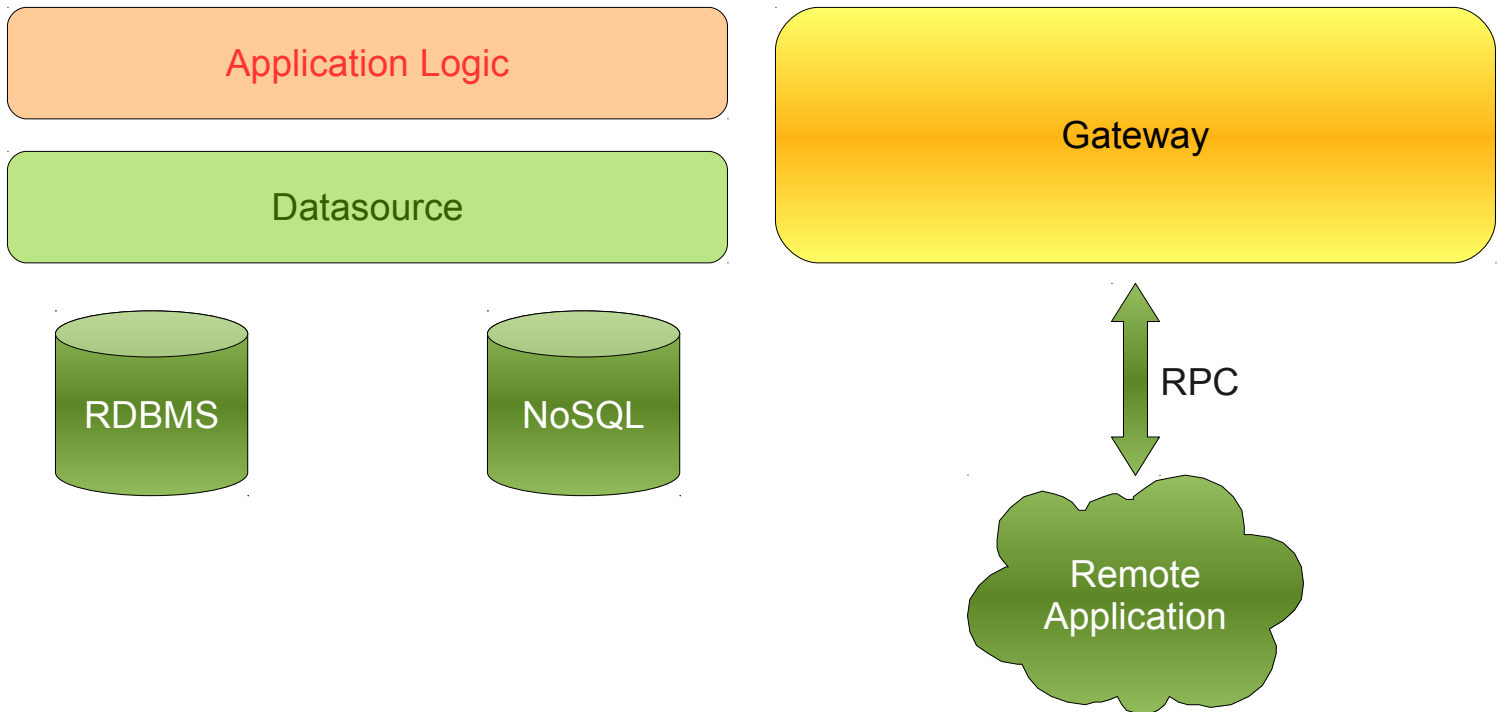 Application Logic
Gateway
Datasource
RDBMS
NoSQL
RPC
Remote
Application